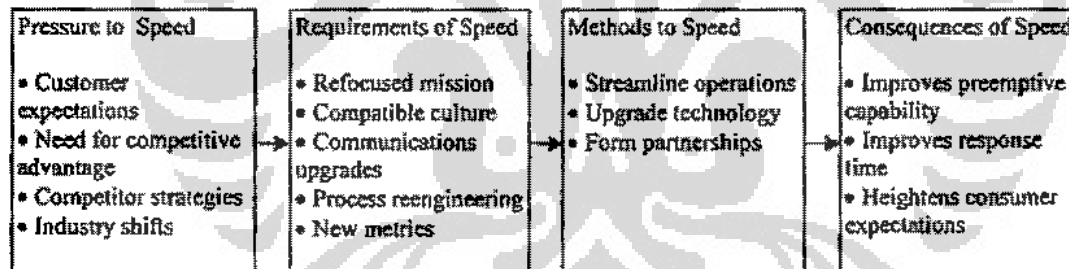 Pressure to Speed
• Customer
expectations
• Need for competitive
advantage
• Competitor strategies
• Industry shifts
Requirements of Speed
• Refocused mission
• Compatible culture
• Communications
upgrades
• Process reengineering
• New metrics
Methods to Speed
• Streamline operations
• Upgrade technology
• Form partnerships
Consequences of Speed
• Improves preemptive
capability
• Improves response
time
• Heightens consumer
expectations